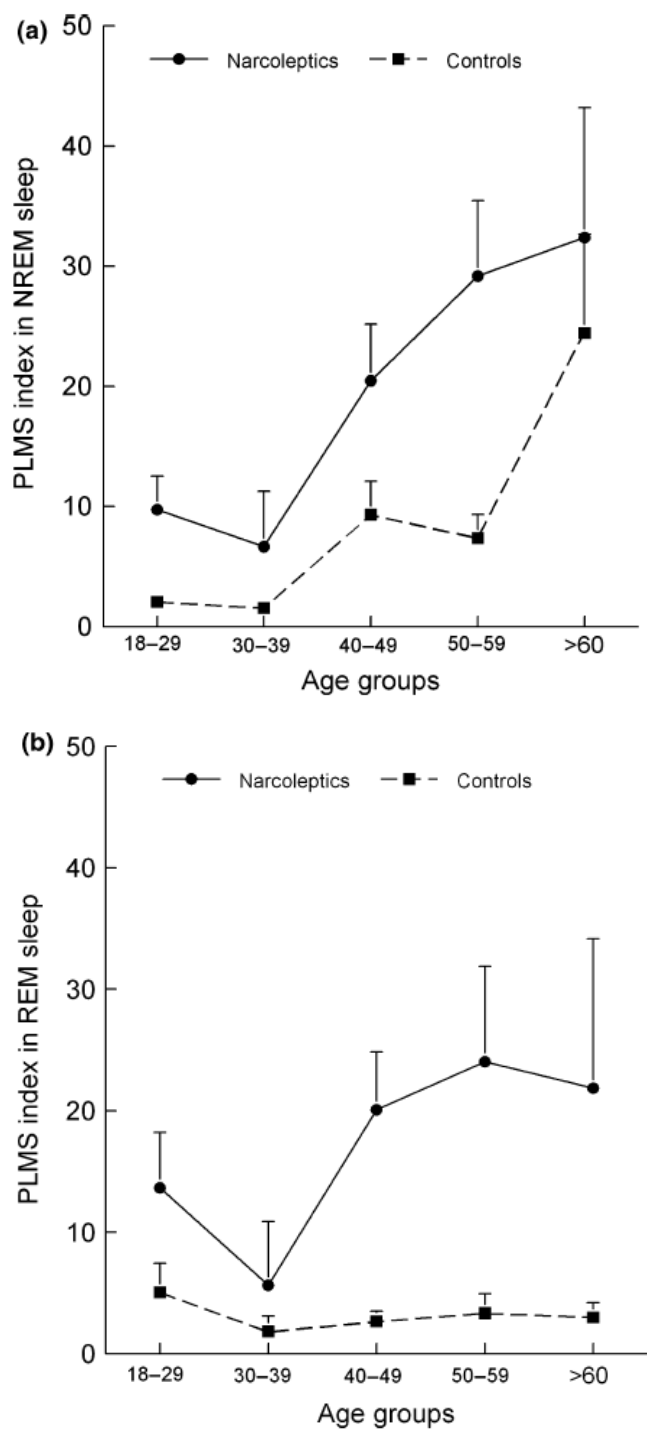 (a)
50
40
30
20
10
0
PLMS index in NREM sleep
Narcoleptics Controls
18–29 30–39 40–49 50–59 >60
Age groups
(b)
50
40
30
20
10
0
PLMS index in REM sleep
Narcoleptics Controls
18–29 30–39 40–49 50–59 >60
Age groups